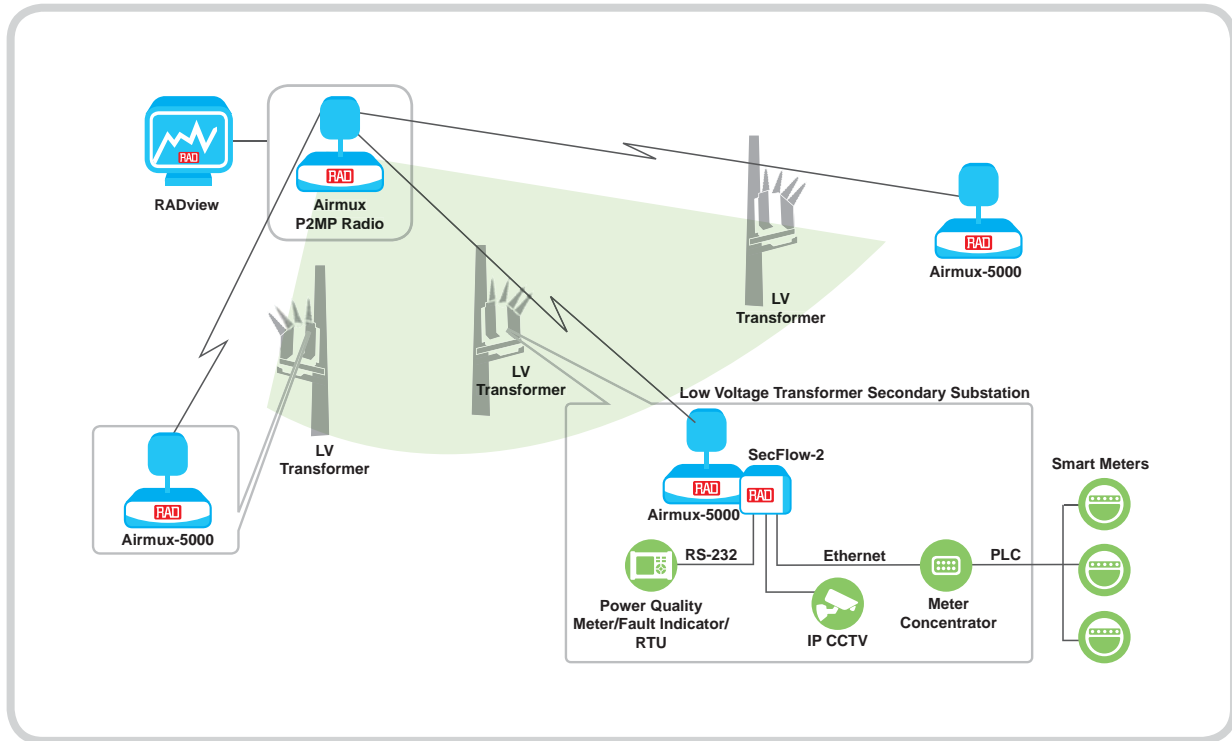 RAD
RADview
RAD
Airmux
P2MP Radio
RAD
Airmux-5000
LV
Transformer
LV
Transformer
LV
Transformer
RAD
Airmux-5000
Low Voltage Transformer Secondary Substation
SecFlow-2
RAD
RAD
Airmux-5000
RS-232
Ethernet
PLC
Smart Meters
Power Quality
Meter/Fault Indicator/
RTU
IP CCTV
Meter
Concentrator